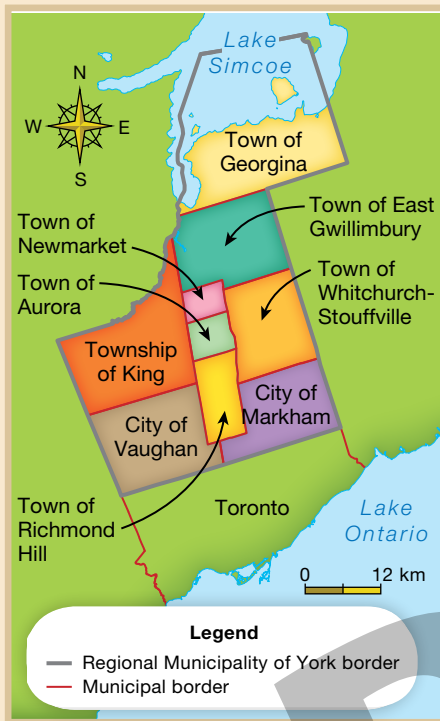 Lake
Simcoe
N
W
E
S
Town of
Georgina
Town of
Newmarket
Town of East
Gwillimbury
Town of
Aurora
Town of
Whitchurch-
Stouffville
Township
of King
City of
Markham
City of
Vaughan
Town of
Richmond
Hill
Toronto
Lake
Ontario
0 12 km
Legend
Regional Municipality of York border
Municipal border